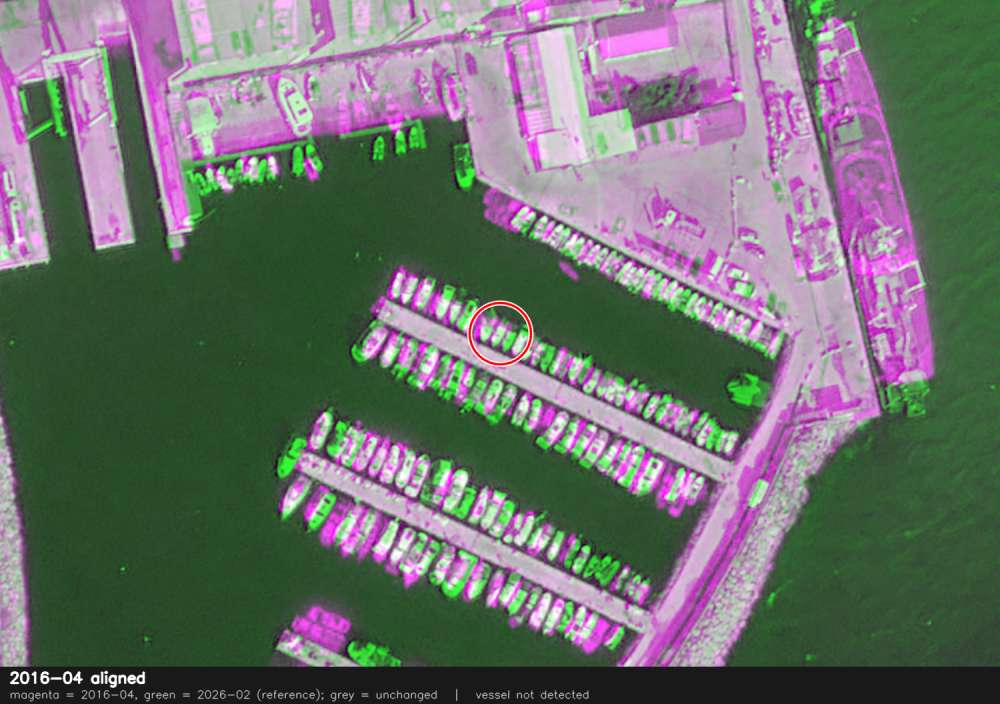 2016-04 aligned
magenta = 2016-04, green = 2026-02 (reference); grey = unchanged | vessel not detected